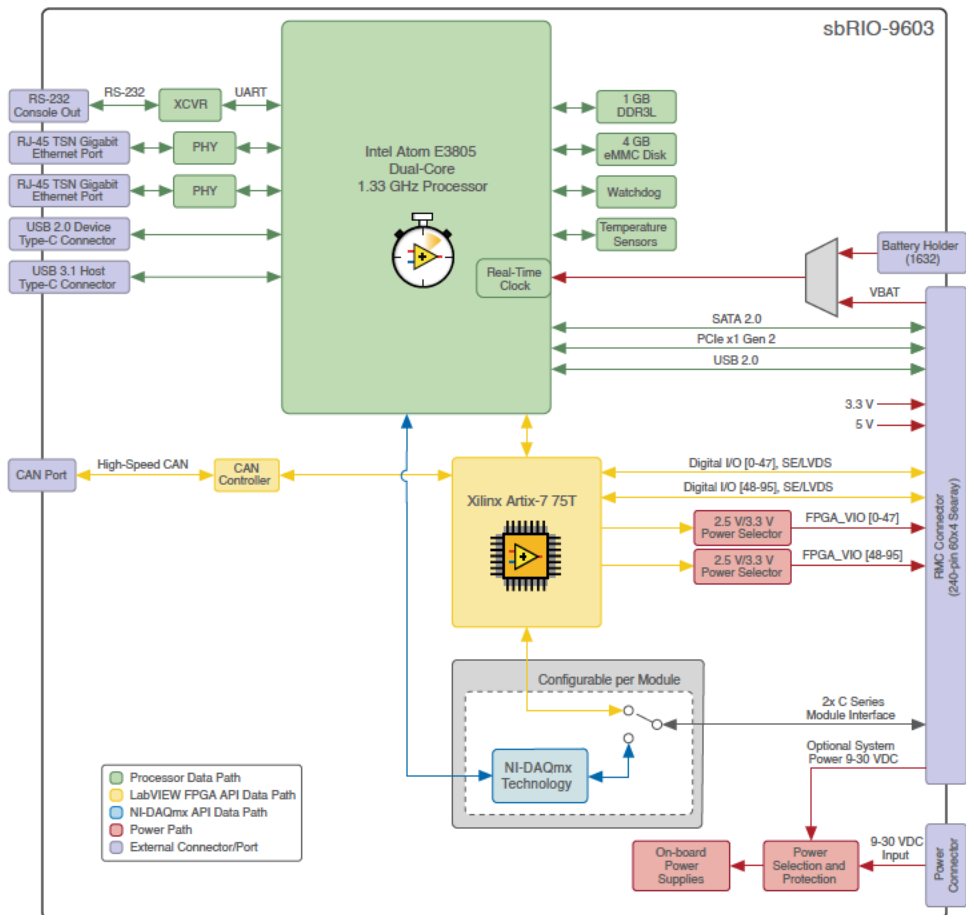 sbRIO-9603
RS-232
Console Out
RS-232
XCVR
UART
RJ-45 TSN Gigabit
Ethernet Port
PHY
RJ-45 TSN Gigabit
Ethernet Port
PHY
USB 2.0 Device
Type-C Connector
USB 3.1 Host
Type-C Connector
Intel Atom E3805
Dual-Core
1.33 GHz Processor
Real-Time
Clock
1 GB
DDR3L
4 GB
eMMC Disk
Watchdog
Temperature
Sensors
Battery Holder
(1632)
VBAT
SATA 2.0
PCIe x1 Gen 2
USB 2.0
3.3 V
5 V
RMC Connector
(240-pin 60x4 Searay)
CAN Port
High-Speed CAN
CAN
Controller
Xilinx Artix-7 75T
Digital I/O [0-47], SE/LVDS
Digital I/O [48-95], SE/LVDS
2.5 V/3.3 V
Power Selector
FPGA_VIO [0-47]
2.5 V/3.3 V
Power Selector
FPGA_VIO [48-95]
Configurable per Module
NI-DAQmx
Technology
2x C Series
Module Interface
Optional System
Power 9-30 VDC
Processor Data Path
LabVIEW FPGA API Data Path
NI-DAQmx API Data Path
Power Path
External Connector/Port
On-board
Power
Supplies
Power
Selection and
Protection
9-30 VDC
Input
Power
Connector